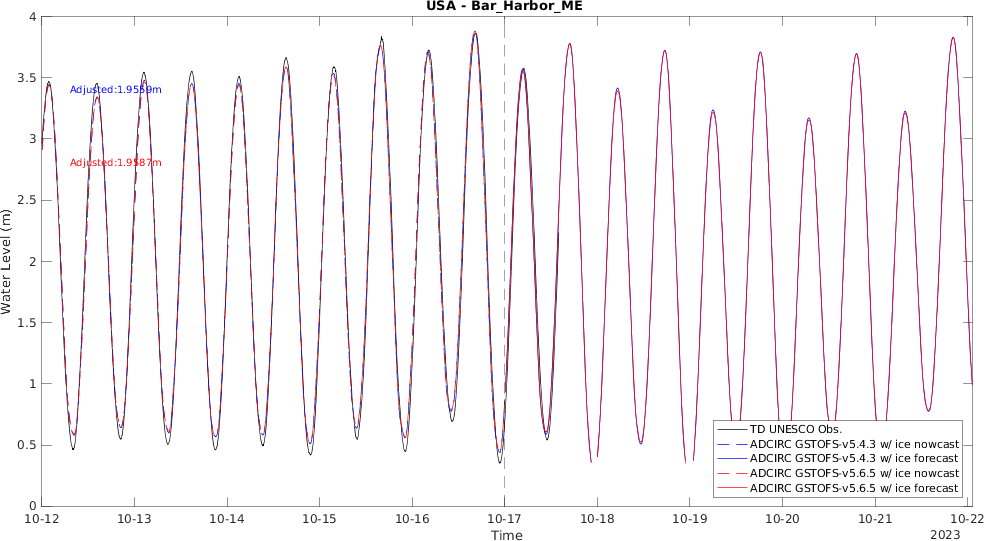 USA - Bar_Harbor_ME
4
3.5
3
2.5
2
1.5
1
0.5
0
Water Level (m)
Adjusted:1.9559m
Adjusted:1.9587m
TD UNESCO Obs.
ADCIRC GSTOFS-v5.4.3 w/ ice nowcast
ADCIRC GSTOFS-v5.4.3 w/ ice forecast
ADCIRC GSTOFS-v5.6.5 w/ ice nowcast
ADCIRC GSTOFS-v5.6.5 w/ ice forecast
10-12 10-13 10-14 10-15 10-16 10-17 10-18 10-19 10-20 10-21 10-22
Time
2023